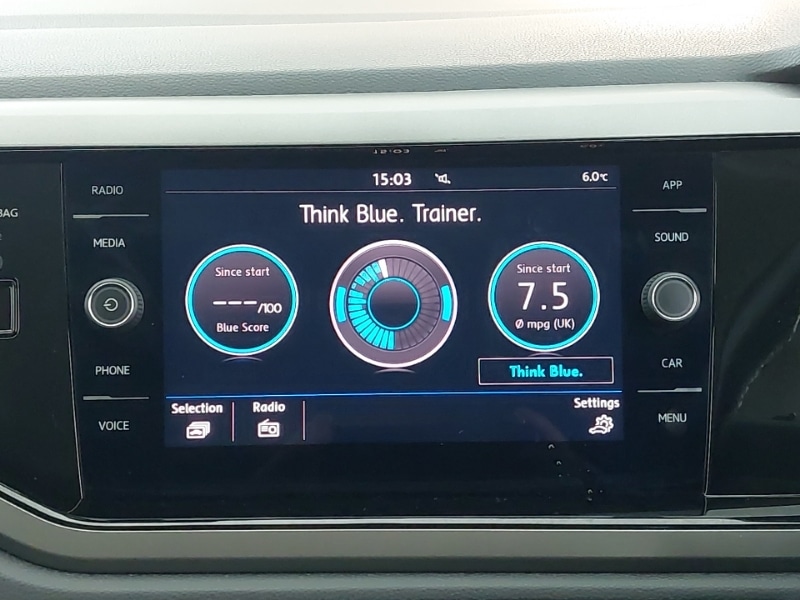 15:03
6.0°C
Think Blue. Trainer.
Since start
---/100
Blue Score
Since start
7.5
Ø mpg (UK)
Think Blue.
Selection
Radio
Settings
RADIO
MEDIA
PHONE
VOICE
APP
SOUND
CAR
MENU
BAG